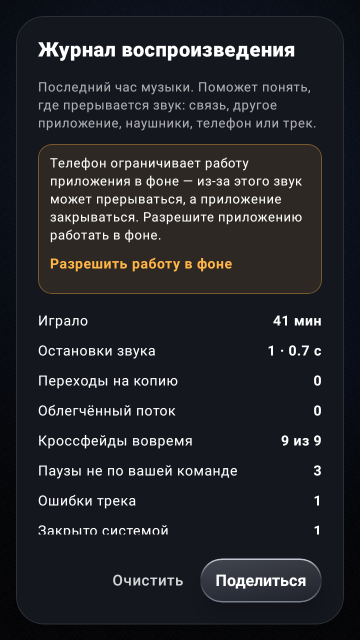 Журнал воспроизведения
Последний час музыки. Поможет понять,
где прерывается звук: связь, другое
приложение, наушники, телефон или трек.
Телефон ограничивает работу
приложения в фоне — из-за этого звук
может прерываться, а приложение
закрываться. Разрешите приложению
работать в фоне.
Разрешить работу в фоне
Играло 41 мин
Остановки звука 1 · 0.7 с
Переходы на копию 0
Облегчённый поток 0
Кроссфейды вовремя 9 из 9
Паузы не по вашей команде 3
Ошибки трека 1
Закрыто системой 1
Очистить Поделиться